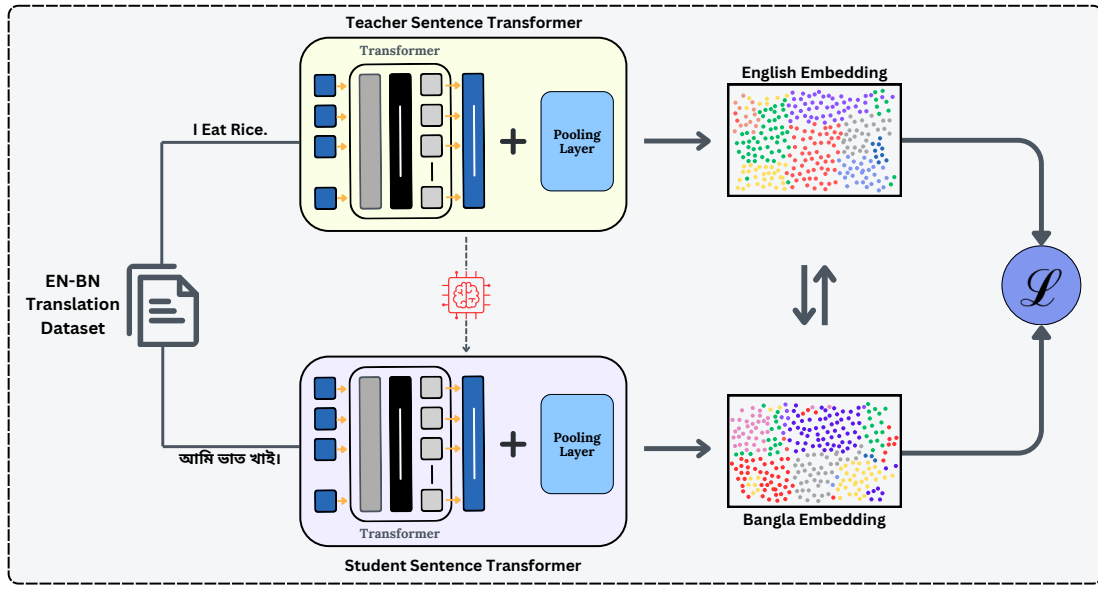 Teacher Sentence Transformer
Transformer
I Eat Rice.
Pooling
Layer
English Embedding
EN-BN
Translation
Dataset
ℒ
আমি ভাত খাই।
Pooling
Layer
Transformer
Bangla Embedding
Student Sentence Transformer